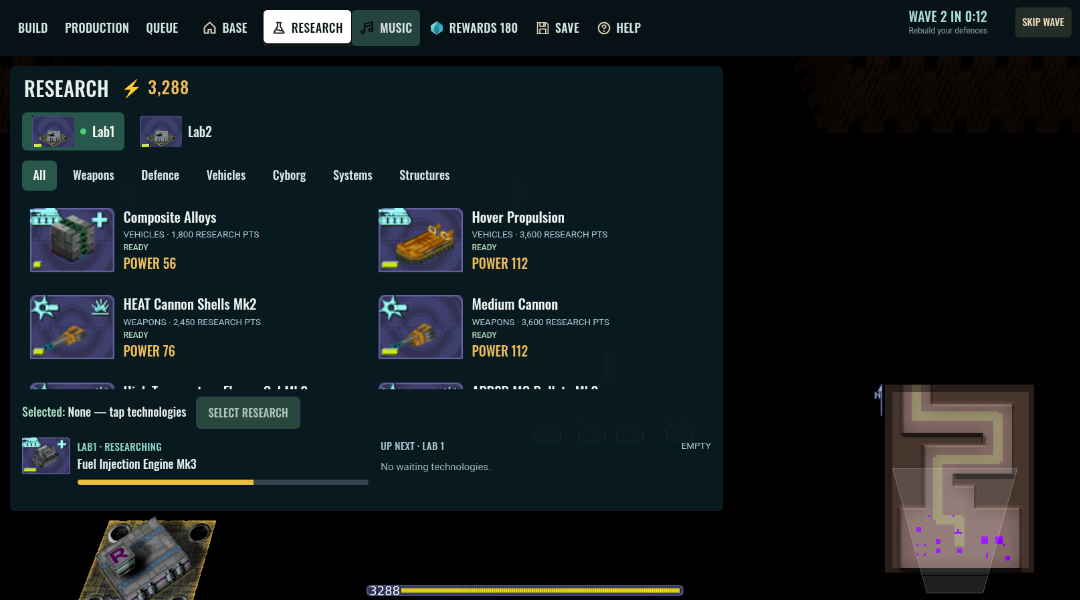 BUILD PRODUCTION QUEUE BASE RESEARCH MUSIC REWARDS 180 SAVE HELP
WAVE 2 IN 0:12
Rebuild your defences
SKIP WAVE
RESEARCH 3,288
Lab1 Lab2
All Weapons Defence Vehicles Cyborg Systems Structures
Composite Alloys
VEHICLES · 1,800 RESEARCH PTS
READY
POWER 56
Hover Propulsion
VEHICLES · 3,600 RESEARCH PTS
READY
POWER 112
HEAT Cannon Shells Mk2
WEAPONS · 2,450 RESEARCH PTS
READY
POWER 76
Medium Cannon
WEAPONS · 3,600 RESEARCH PTS
READY
POWER 112
Selected: None — tap technologies
SELECT RESEARCH
LAB1 · RESEARCHING
Fuel Injection Engine Mk3
UP NEXT · LAB 1 EMPTY
No waiting technologies.
N
R
3288